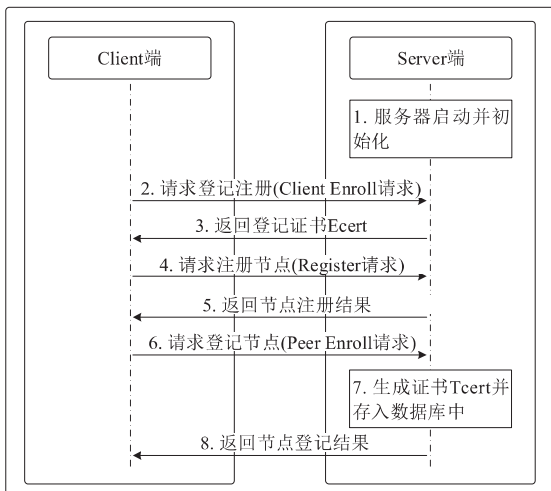 Client端
Server端
1. 服务器启动并初
始化
2. 请求登记注册(Client Enroll请求)
3. 返回登记证书Ecert
4. 请求注册节点(Register请求)
5. 返回节点注册结果
6. 请求登记节点(Peer Enroll请求)
7. 生成证书Tcert并
存入数据库中
8. 返回节点登记结果